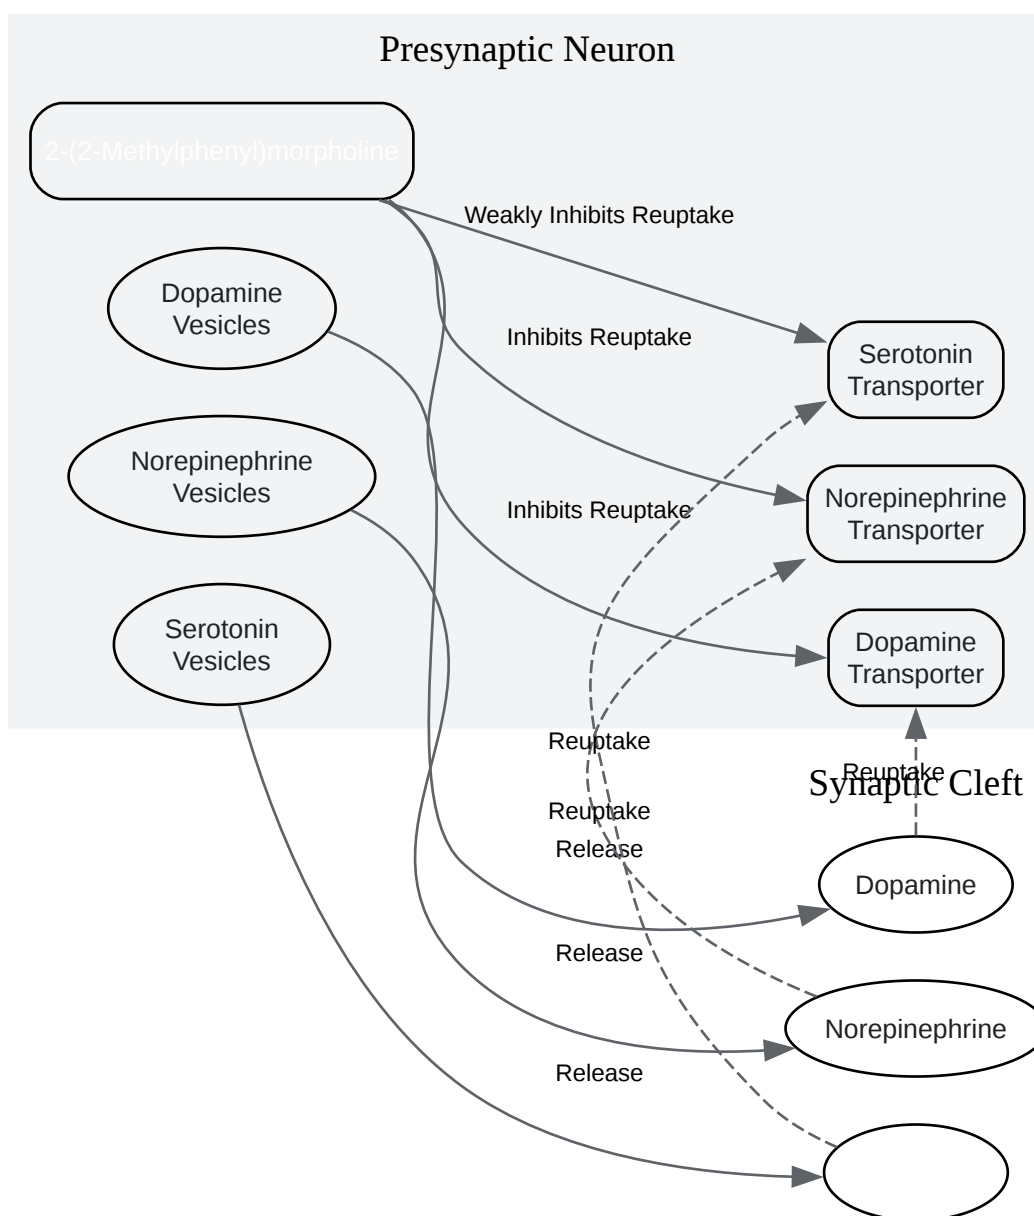 Presynaptic Neuron
2-(2-Methylphenyl)morpholine
Weakly Inhibits Reuptake
Dopamine
Vesicles
Inhibits Reuptake
Serotonin
Transporter
Norepinephrine
Vesicles
Inhibits Reuptake
Norepinephrine
Transporter
Serotonin
Vesicles
Dopamine
Transporter
Reuptake
Reuptake
Synaptic Cleft
Reuptake
Release
Dopamine
Release
Norepinephrine
Release